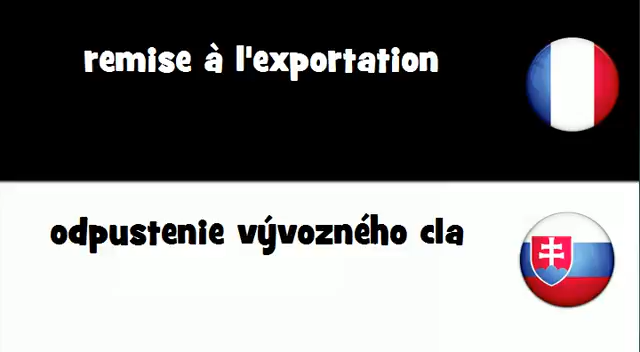 remise à l'exportation
odpustenie vývozného cla